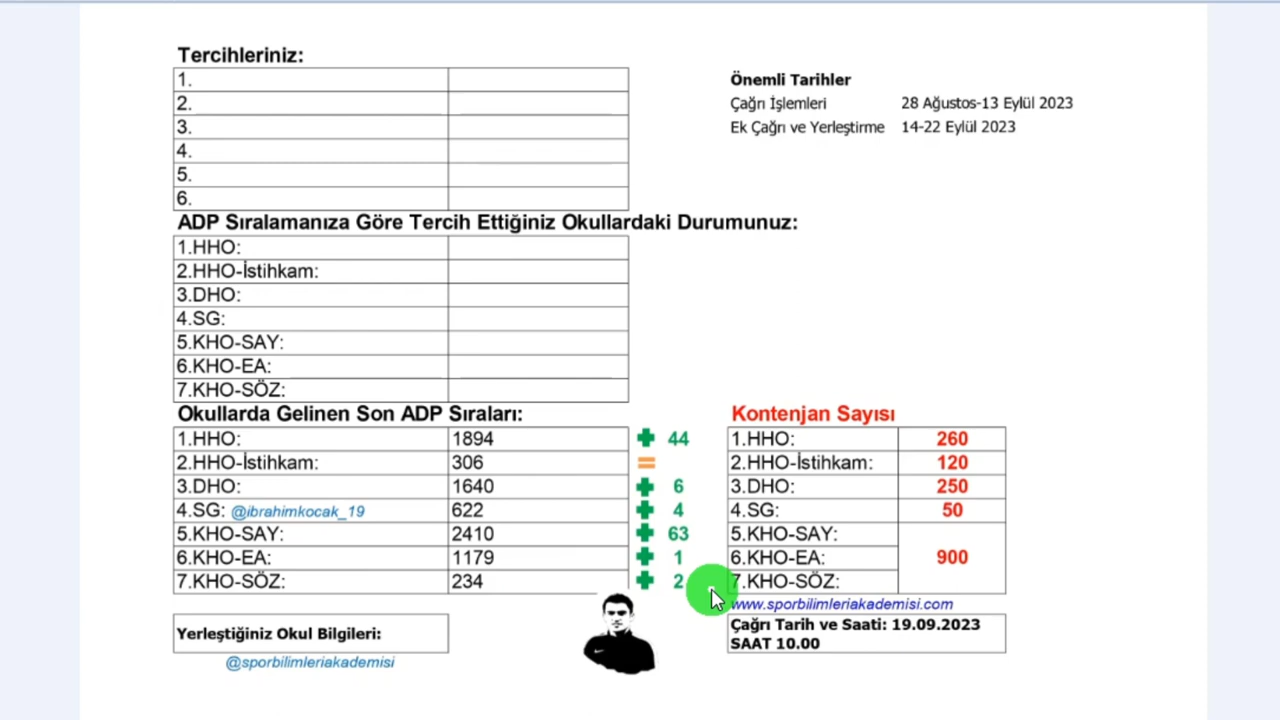 Tercihleriniz:
1.
2.
3.
4.
5.
6.
Önemli Tarihler
Çağrı İşlemleri 28 Ağustos-13 Eylül 2023
Ek Çağrı ve Yerleştirme 14-22 Eylül 2023
ADP Sıralamanıza Göre Tercih Ettiğiniz Okullardaki Durumunuz:
1.HHO:
2.HHO-İstihkam:
3.DHO:
4.SG:
5.KHO-SAY:
6.KHO-EA:
7.KHO-SÖZ:
Okullarda Gelinen Son ADP Sıraları:
1.HHO: 1894 + 44
2.HHO-İstihkam: 306 =
3.DHO: 1640 + 6
4.SG: @ibrahimkocak_19 622 + 4
5.KHO-SAY: 2410 + 63
6.KHO-EA: 1179 + 1
7.KHO-SÖZ: 234 + 2
Kontenjan Sayısı
1.HHO: 260
2.HHO-İstihkam: 120
3.DHO: 250
4.SG: 50
5.KHO-SAY:
6.KHO-EA: 900
7.KHO-SÖZ:
www.sporbilimleriakademisi.com
Yerleştiğiniz Okul Bilgileri:
@sporbilimleriakademisi
Çağrı Tarih ve Saati: 19.09.2023
SAAT 10.00